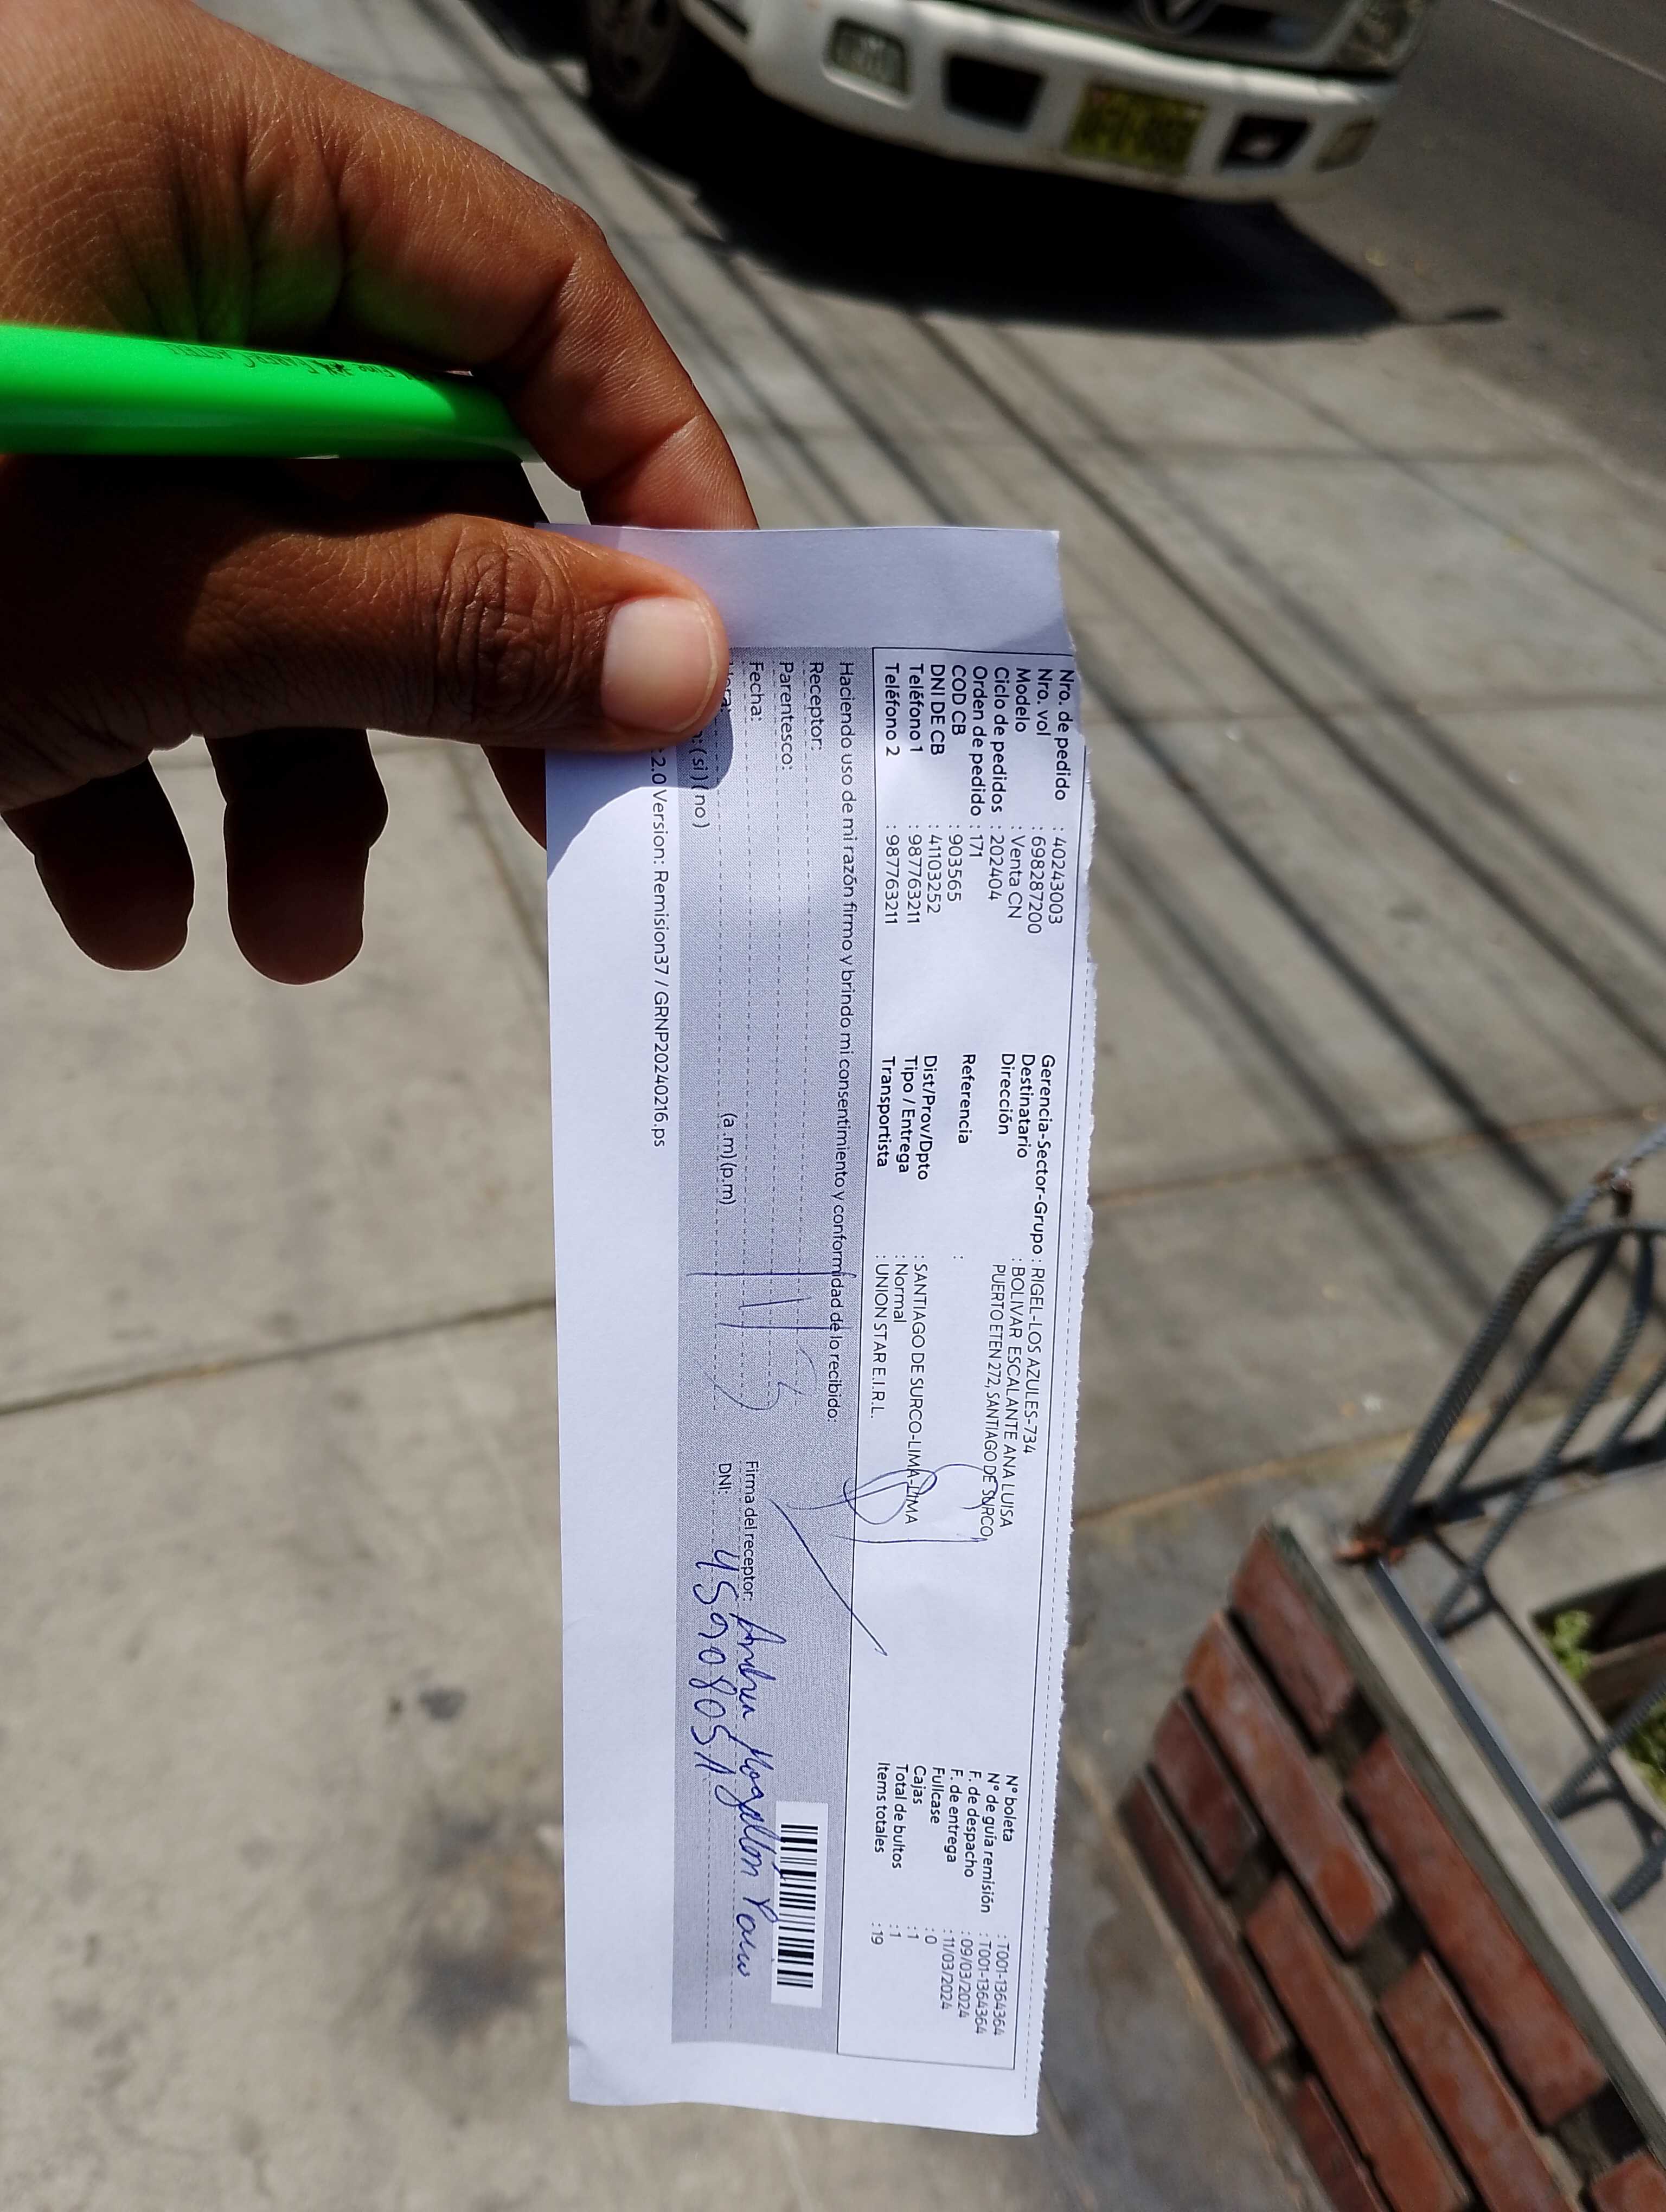 Nro. de pedido : 40243003
Nro. vol : 698287200
Modelo : Venta CN
Ciclo de pedidos : 202404
Orden de pedido : 171
COD CB : 903565
DNI DE CB : 41103252
Teléfono 1 : 987763211
Teléfono 2 : 987763211
Gerencia-Sector-Grupo : RIGEL-LOS AZULES-734
Destinatario : BOLIVAR ESCALANTE ANA LUISA
Dirección PUERTO ETEN 272, SANTIAGO DE SURCO
Referencia :
Dist/Prov/Dpto : SANTIAGO DE SURCO-LIMA-LIMA
Tipo / Entrega : Normal
Transportista : UNION STAR E.I.R.L.
N° boleta : T001-1364364
N° de guía remisión : T001-1364364
F. de despacho : 09/03/2024
F. de entrega : 11/03/2024
Fullcase : 0
Cajas : 1
Total de bultos : 1
Items totales : 19
Haciendo uso de mi razón firmo y brindo mi consentimiento y conformidad de lo recibido:
Receptor:
Parentesco:
Fecha:
(a .m)(p.m)
: ( si ) ( no )
Firma del receptor:
DNI:
2.0 Version: Remision37 / GRNP20240216.ps